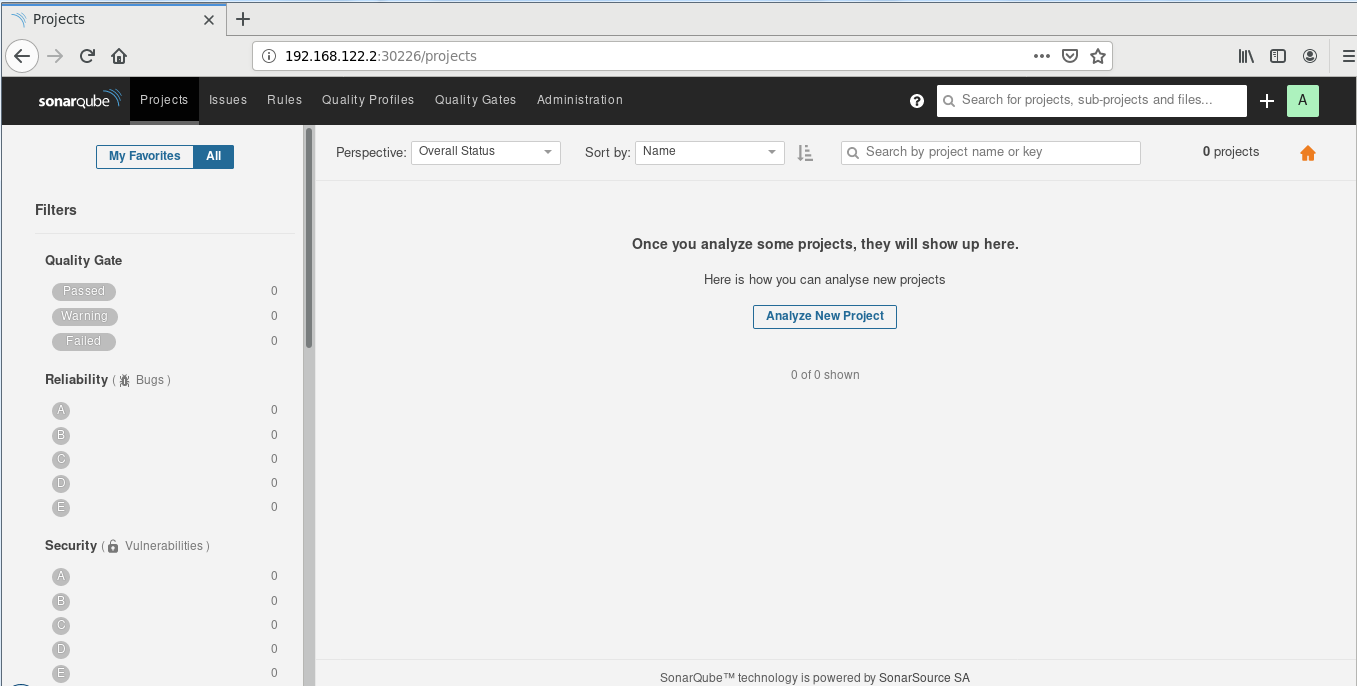 Projects
192.168.122.2:30226/projects
sonarqube Projects Issues Rules Quality Profiles Quality Gates Administration Search for projects, sub-projects and files... A
My Favorites All
Perspective: Overall Status Sort by: Name Search by project name or key 0 projects
Filters
Quality Gate
Passed 0
Warning 0
Failed 0
Reliability ( Bugs )
A 0
B 0
C 0
D 0
E 0
Security ( Vulnerabilities )
A 0
B 0
C 0
D 0
E 0
Once you analyze some projects, they will show up here.
Here is how you can analyse new projects
Analyze New Project
0 of 0 shown
SonarQube™ technology is powered by SonarSource SA